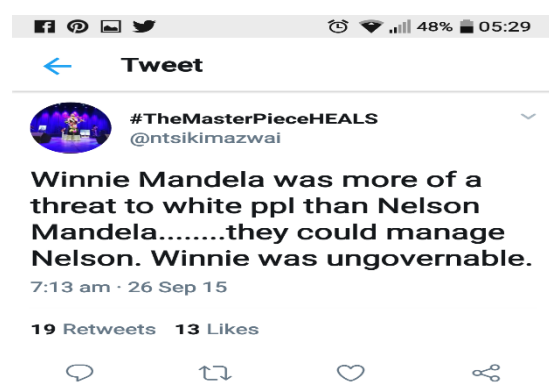 48% 05:29
Tweet
#TheMasterPieceHEALS
@ntsikimazwai
Winnie Mandela was more of a
threat to white ppl than Nelson
Mandela........they could manage
Nelson. Winnie was ungovernable.
7:13 am · 26 Sep 15
19 Retweets 13 Likes